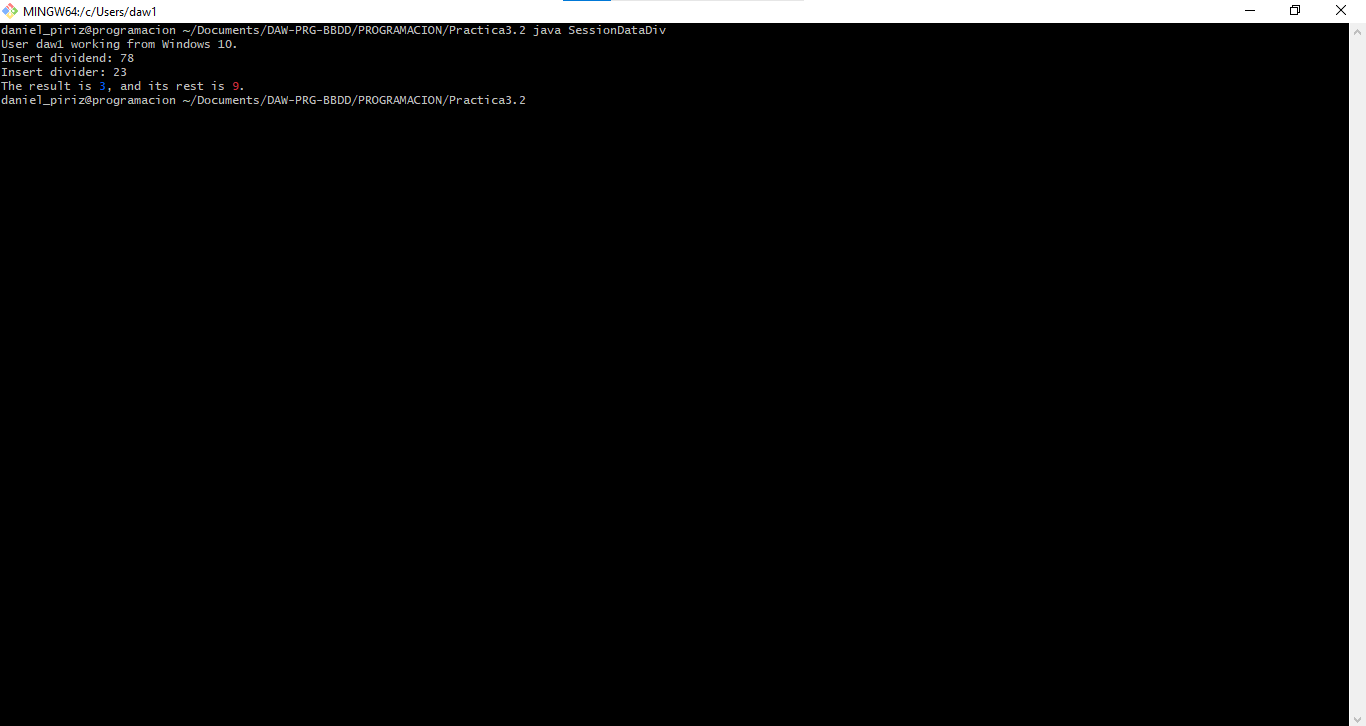 MINGW64:/c/Users/daw1
daniel_piriz@programacion ~/Documents/DAW-PRG-BBDD/PROGRAMACION/Practica3.2 java SessionDataDiv
User daw1 working from Windows 10.
Insert dividend: 78
Insert divider: 23
The result is 3, and its rest is 9.
daniel_piriz@programacion ~/Documents/DAW-PRG-BBDD/PROGRAMACION/Practica3.2